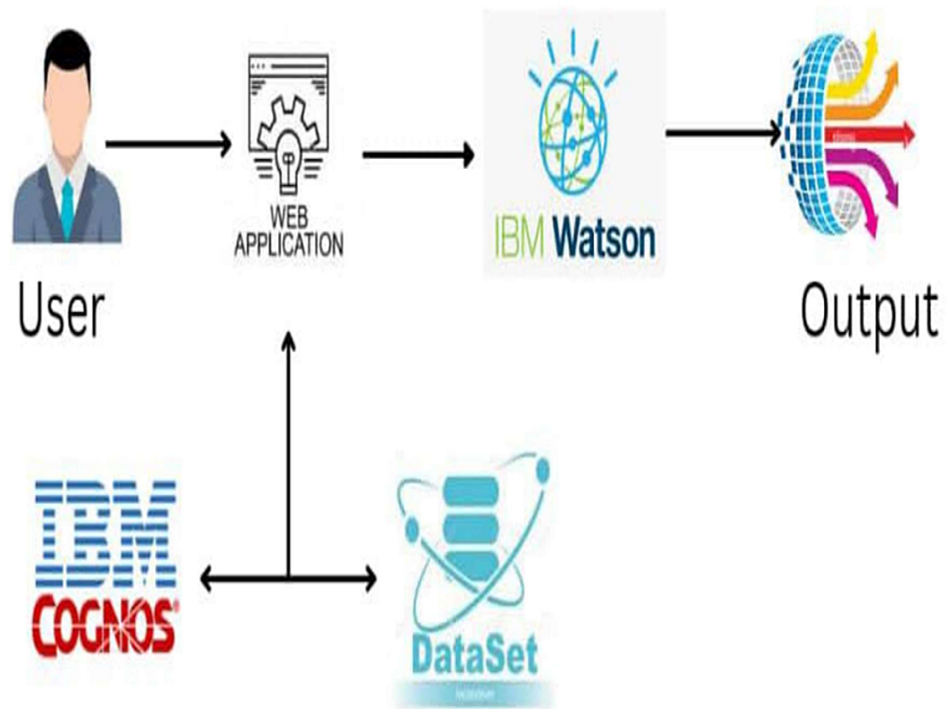 WEB
APPLICATION
IBM Watson
User
Output
IBM
COGNOS®
DataSet